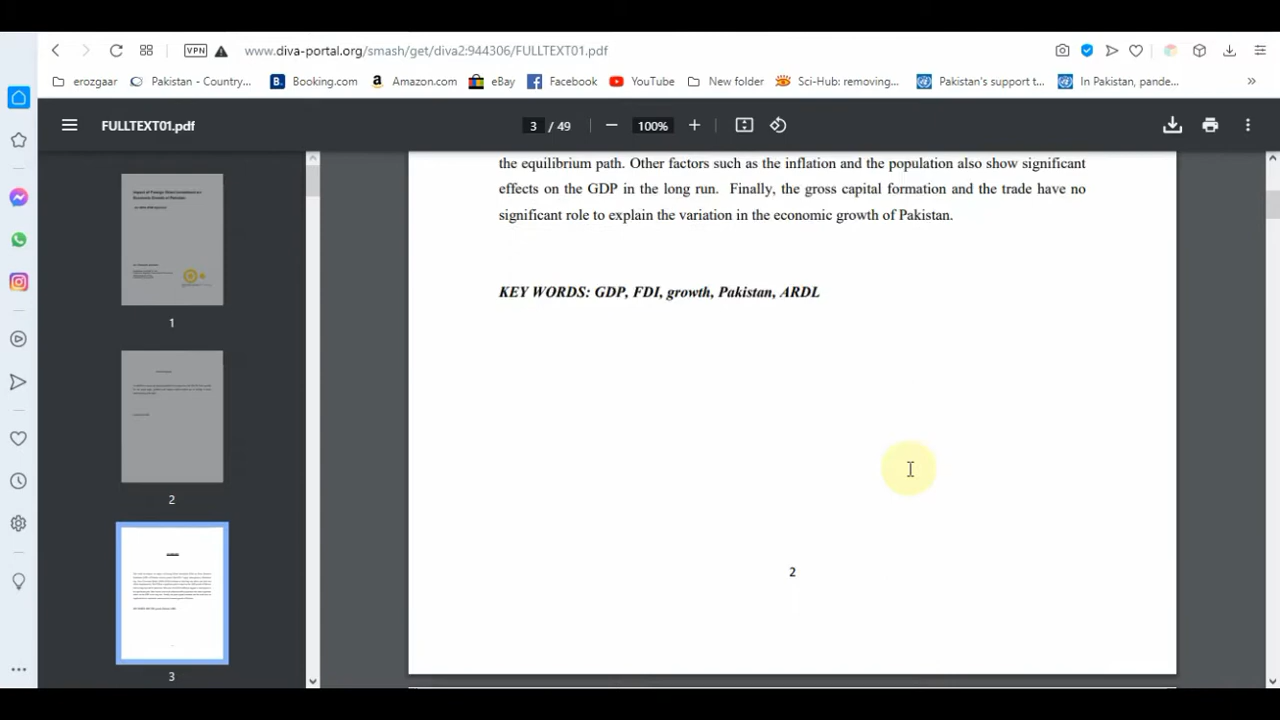 VPN
www.diva-portal.org/smash/get/diva2:944306/FULLTEXT01.pdf
erozgaar
Pakistan - Country...
B. Booking.com
a Amazon.com
eBay
Facebook
YouTube
New folder
Sci-Hub: removing...
Pakistan's support t...
In Pakistan, pande...
»
FULLTEXT01.pdf
3 / 49
100%
the equilibrium path. Other factors such as the inflation and the population also show significant
effects on the GDP in the long run. Finally, the gross capital formation and the trade have no
significant role to explain the variation in the economic growth of Pakistan.
KEY WORDS: GDP, FDI, growth, Pakistan, ARDL
2
1
2
3